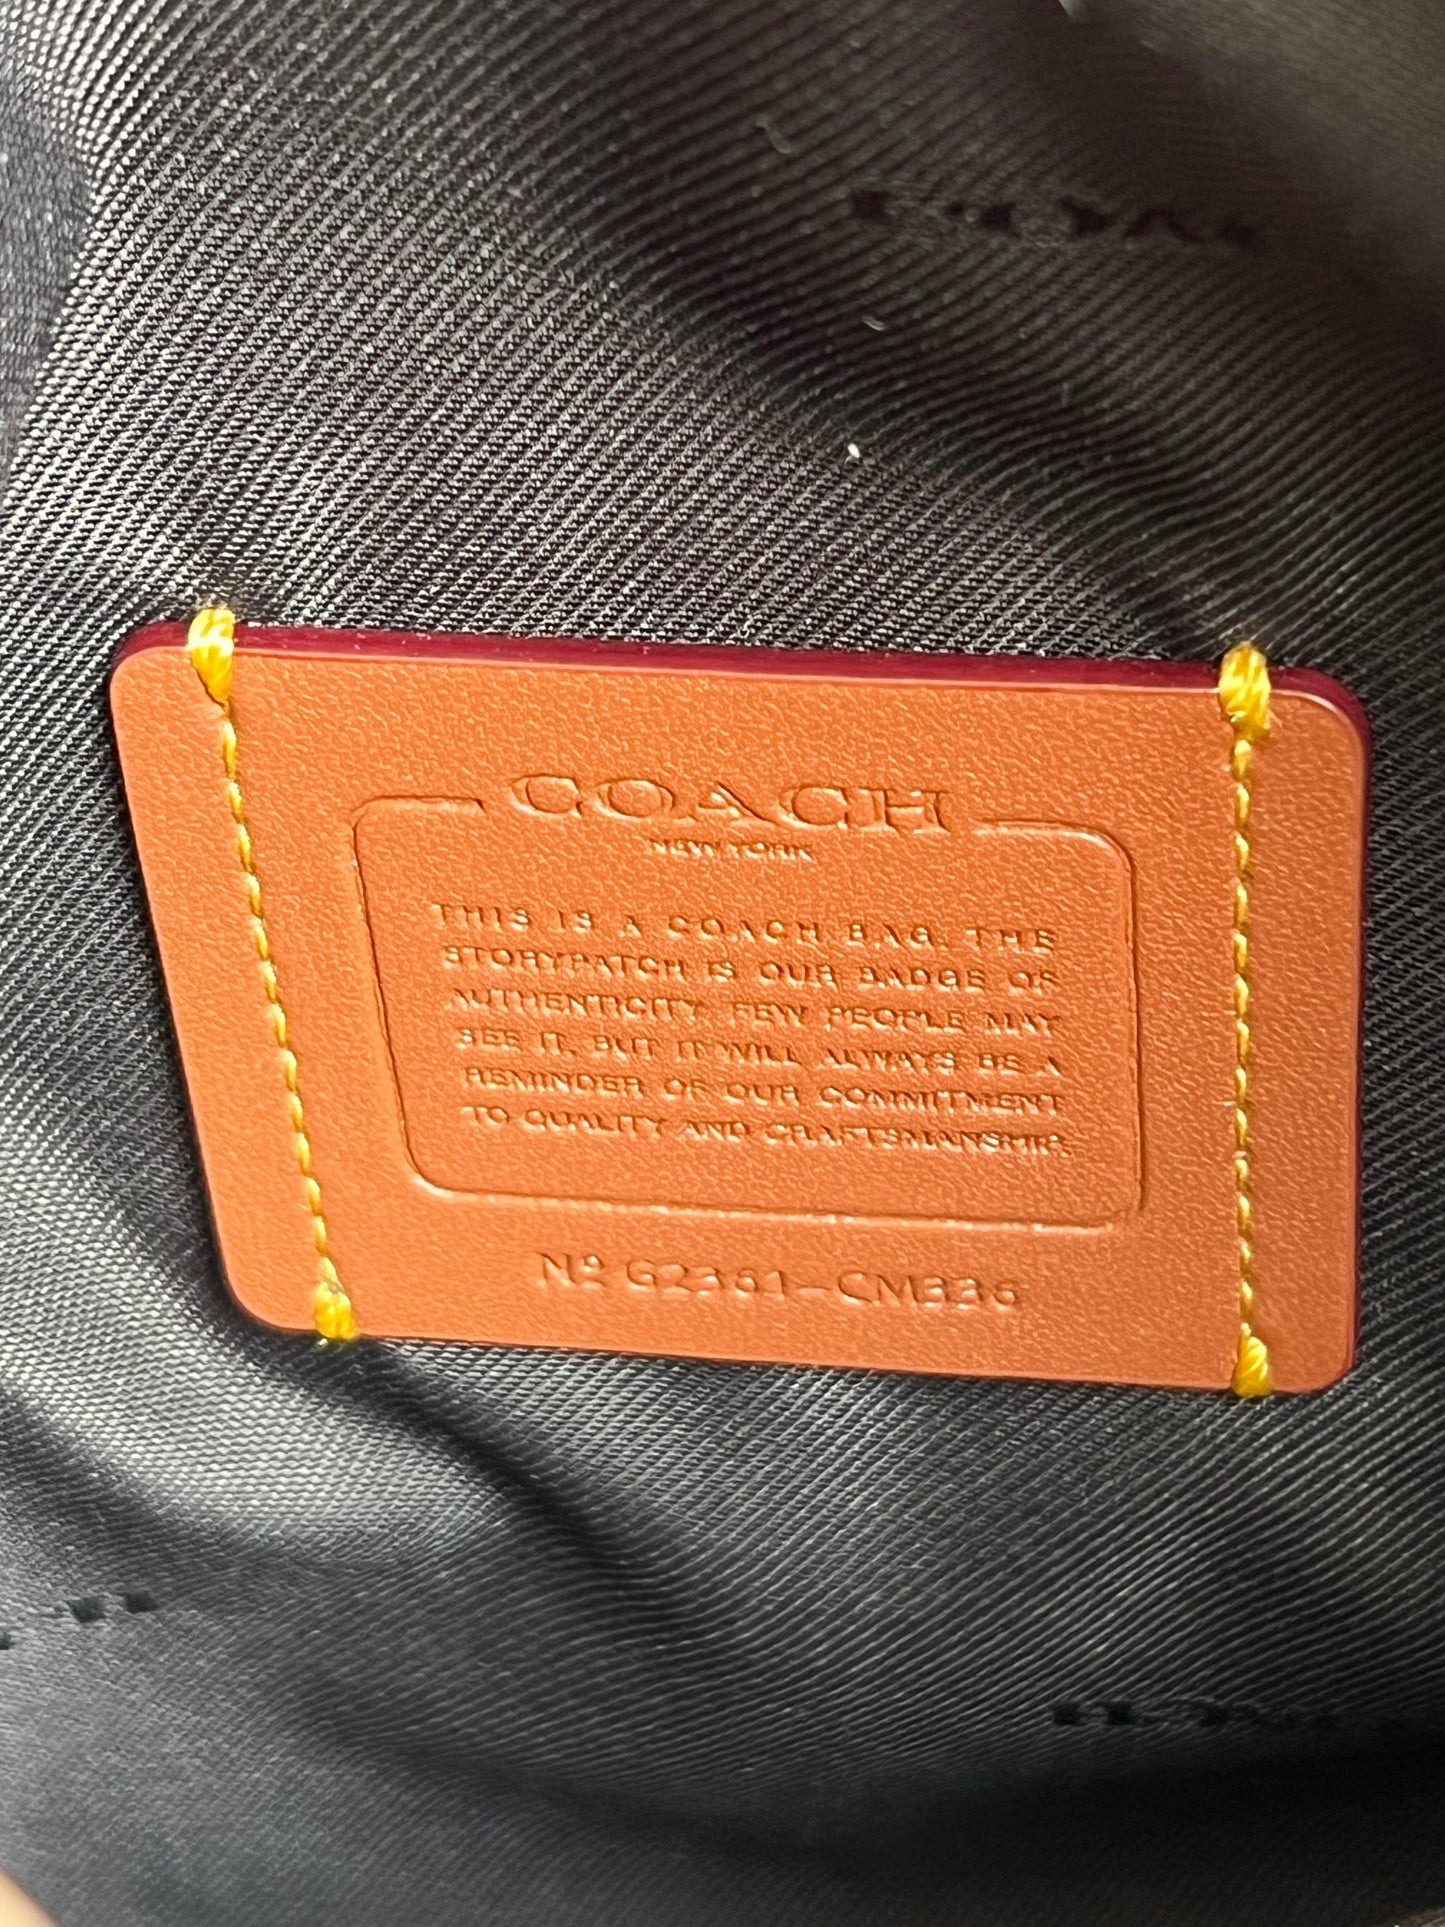 COACH
NEW YORK
THIS IS A COACH BAG. THE
STORYPATCH IS OUR BADGE OF
AUTHENTICITY. FEW PEOPLE MAY
SEE IT, BUT IT WILL ALWAYS BE A
REMINDER OF OUR COMMITMENT
TO QUALITY AND CRAFTSMANSHIP.
Nº G2361-CM336